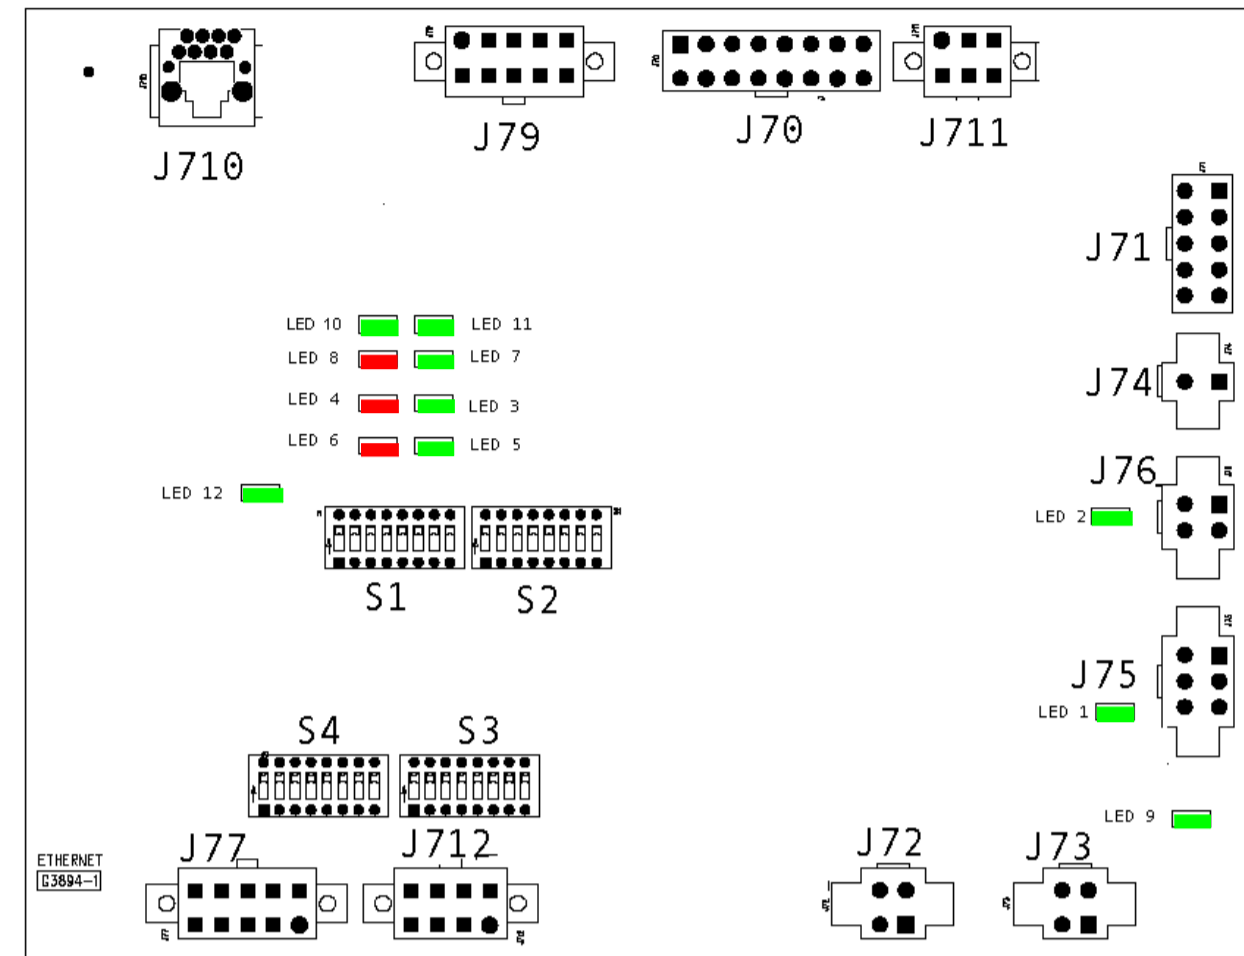 J79
J70
J711
J710
J71
LED 10
LED 11
LED 8
LED 7
J74
LED 4
LED 3
LED 6
LED 5
J76
LED 12
LED 2
S1
S2
J75
LED 1
S4
S3
LED 9
J77
J712
J72
J73
ETHERNET
G3894-1